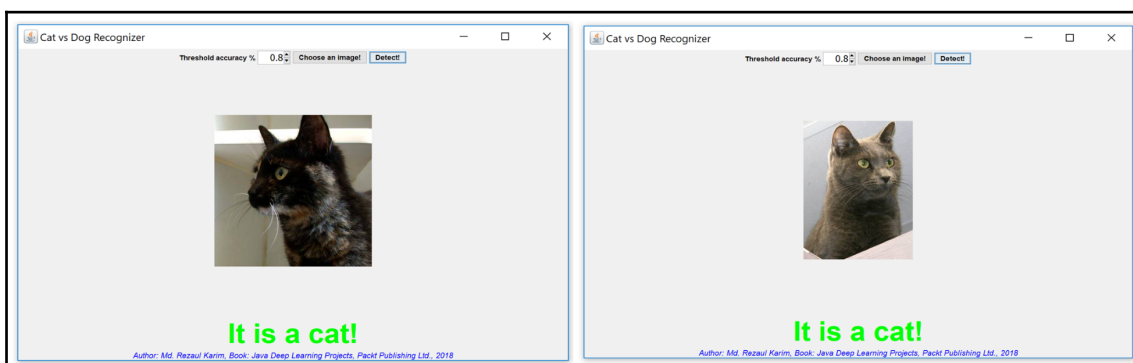 Cat vs Dog Recognizer
Threshold accuracy % 0.8 Choose an image! Detect!
It is a cat!
Author: Md. Rezaul Karim, Book: Java Deep Learning Projects, Packt Publishing Ltd., 2018
Cat vs Dog Recognizer
Threshold accuracy % 0.8 Choose an image! Detect!
It is a cat!
Author: Md. Rezaul Karim, Book: Java Deep Learning Projects, Packt Publishing Ltd., 2018